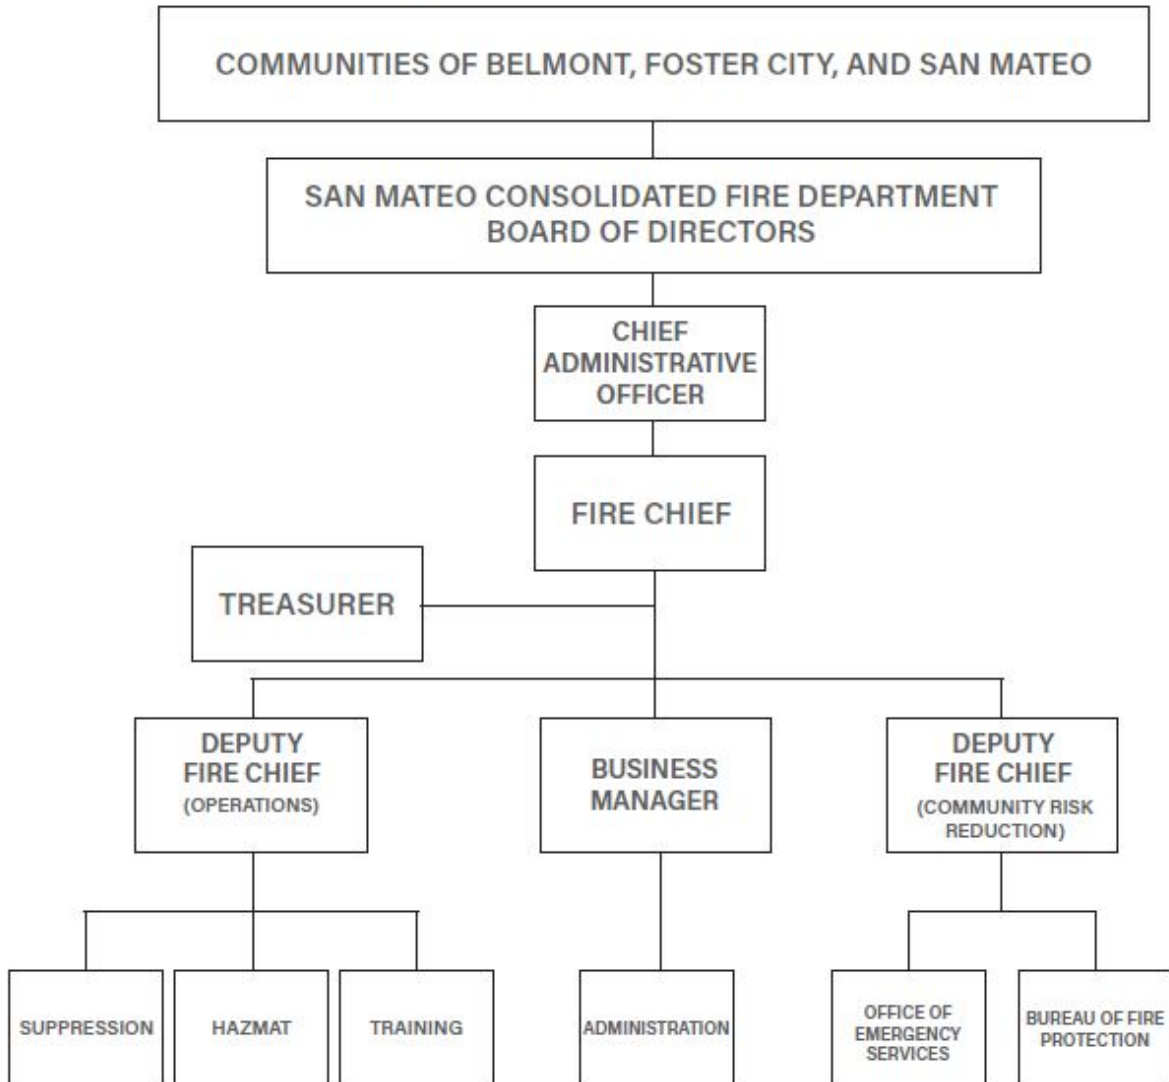 COMMUNITIES OF BELMONT, FOSTER CITY, AND SAN MATEO
SAN MATEO CONSOLIDATED FIRE DEPARTMENT
BOARD OF DIRECTORS
CHIEF
ADMINISTRATIVE
OFFICER
FIRE CHIEF
TREASURER
DEPUTY
FIRE CHIEF
(OPERATIONS)
BUSINESS
MANAGER
DEPUTY
FIRE CHIEF
(COMMUNITY RISK
REDUCTION)
SUPPRESSION
HAZMAT
TRAINING
ADMINISTRATION
OFFICE OF
EMERGENCY
SERVICES
BUREAU OF FIRE
PROTECTION